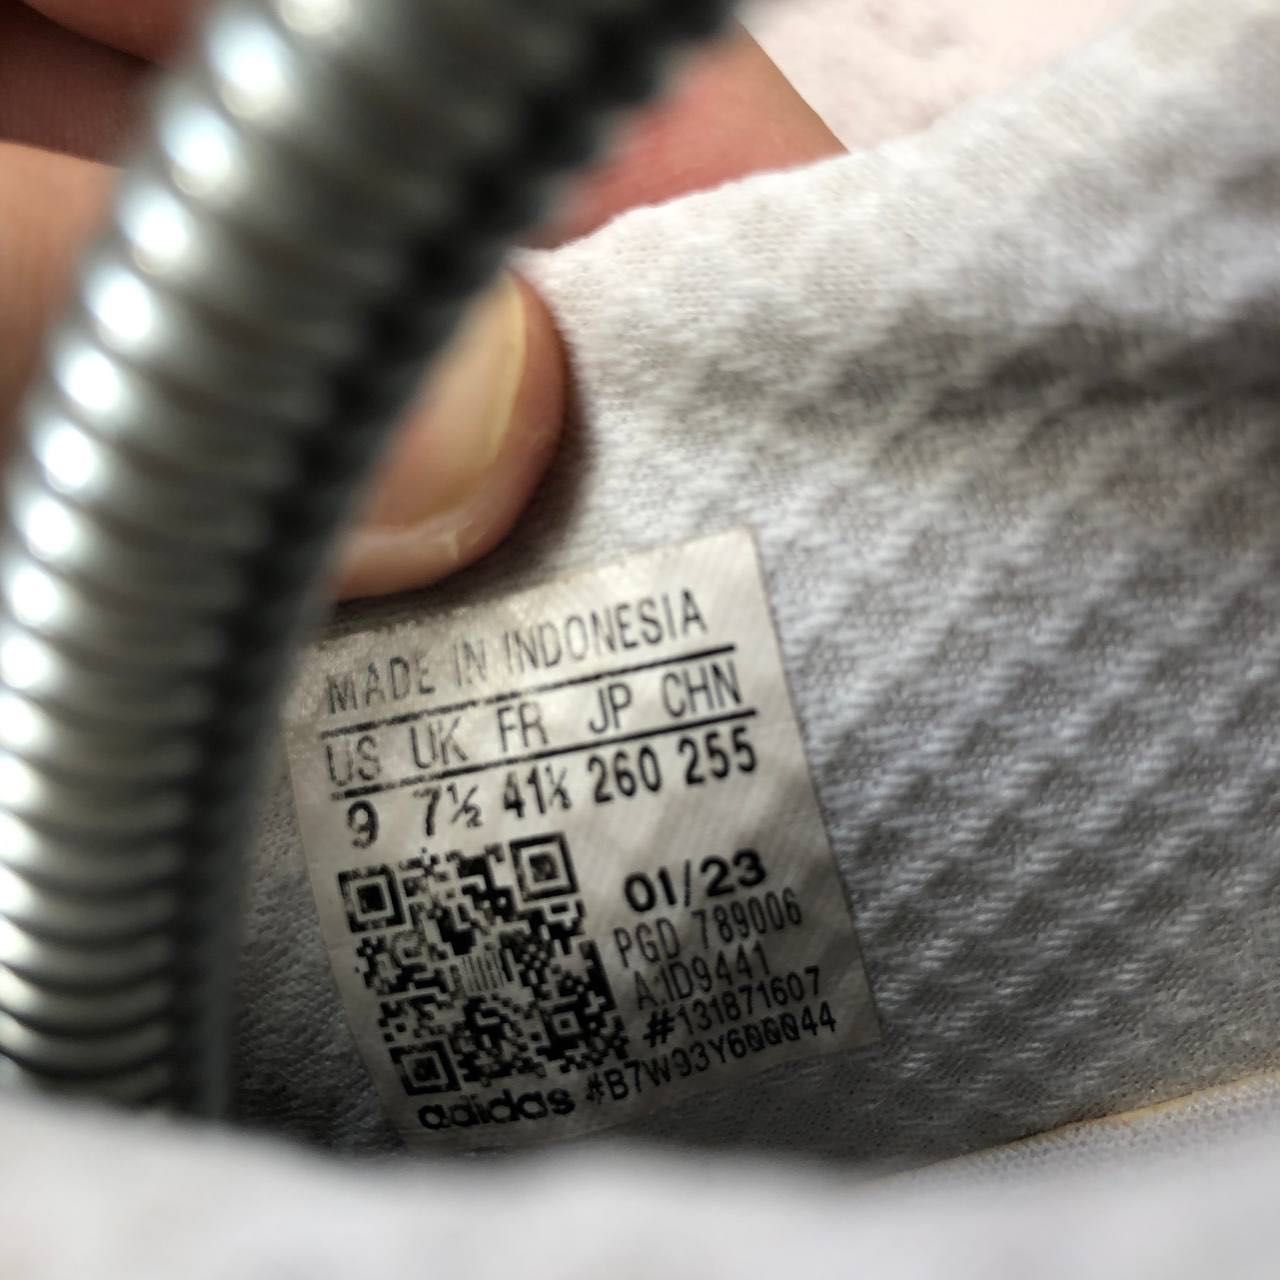 MADE IN INDONESIA
US UK FR JP CHN
9 7½ 41⅓ 260 255
01/23
PGD 789006
A:ID9441
#131871607
adidas #B7W93Y6QQQ44